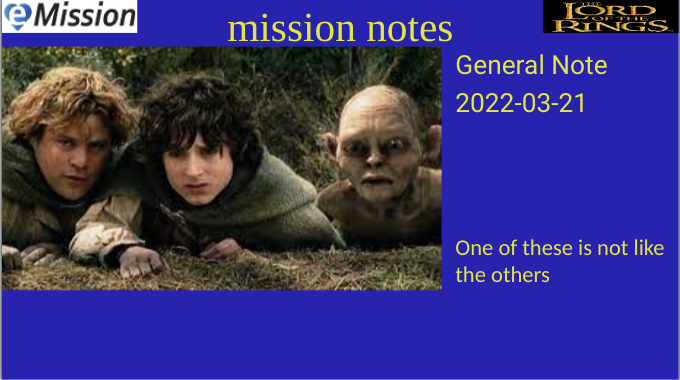 eMission
mission notes
THE
LORD
OF THE
RINGS
General Note
2022-03-21
One of these is not like
the others